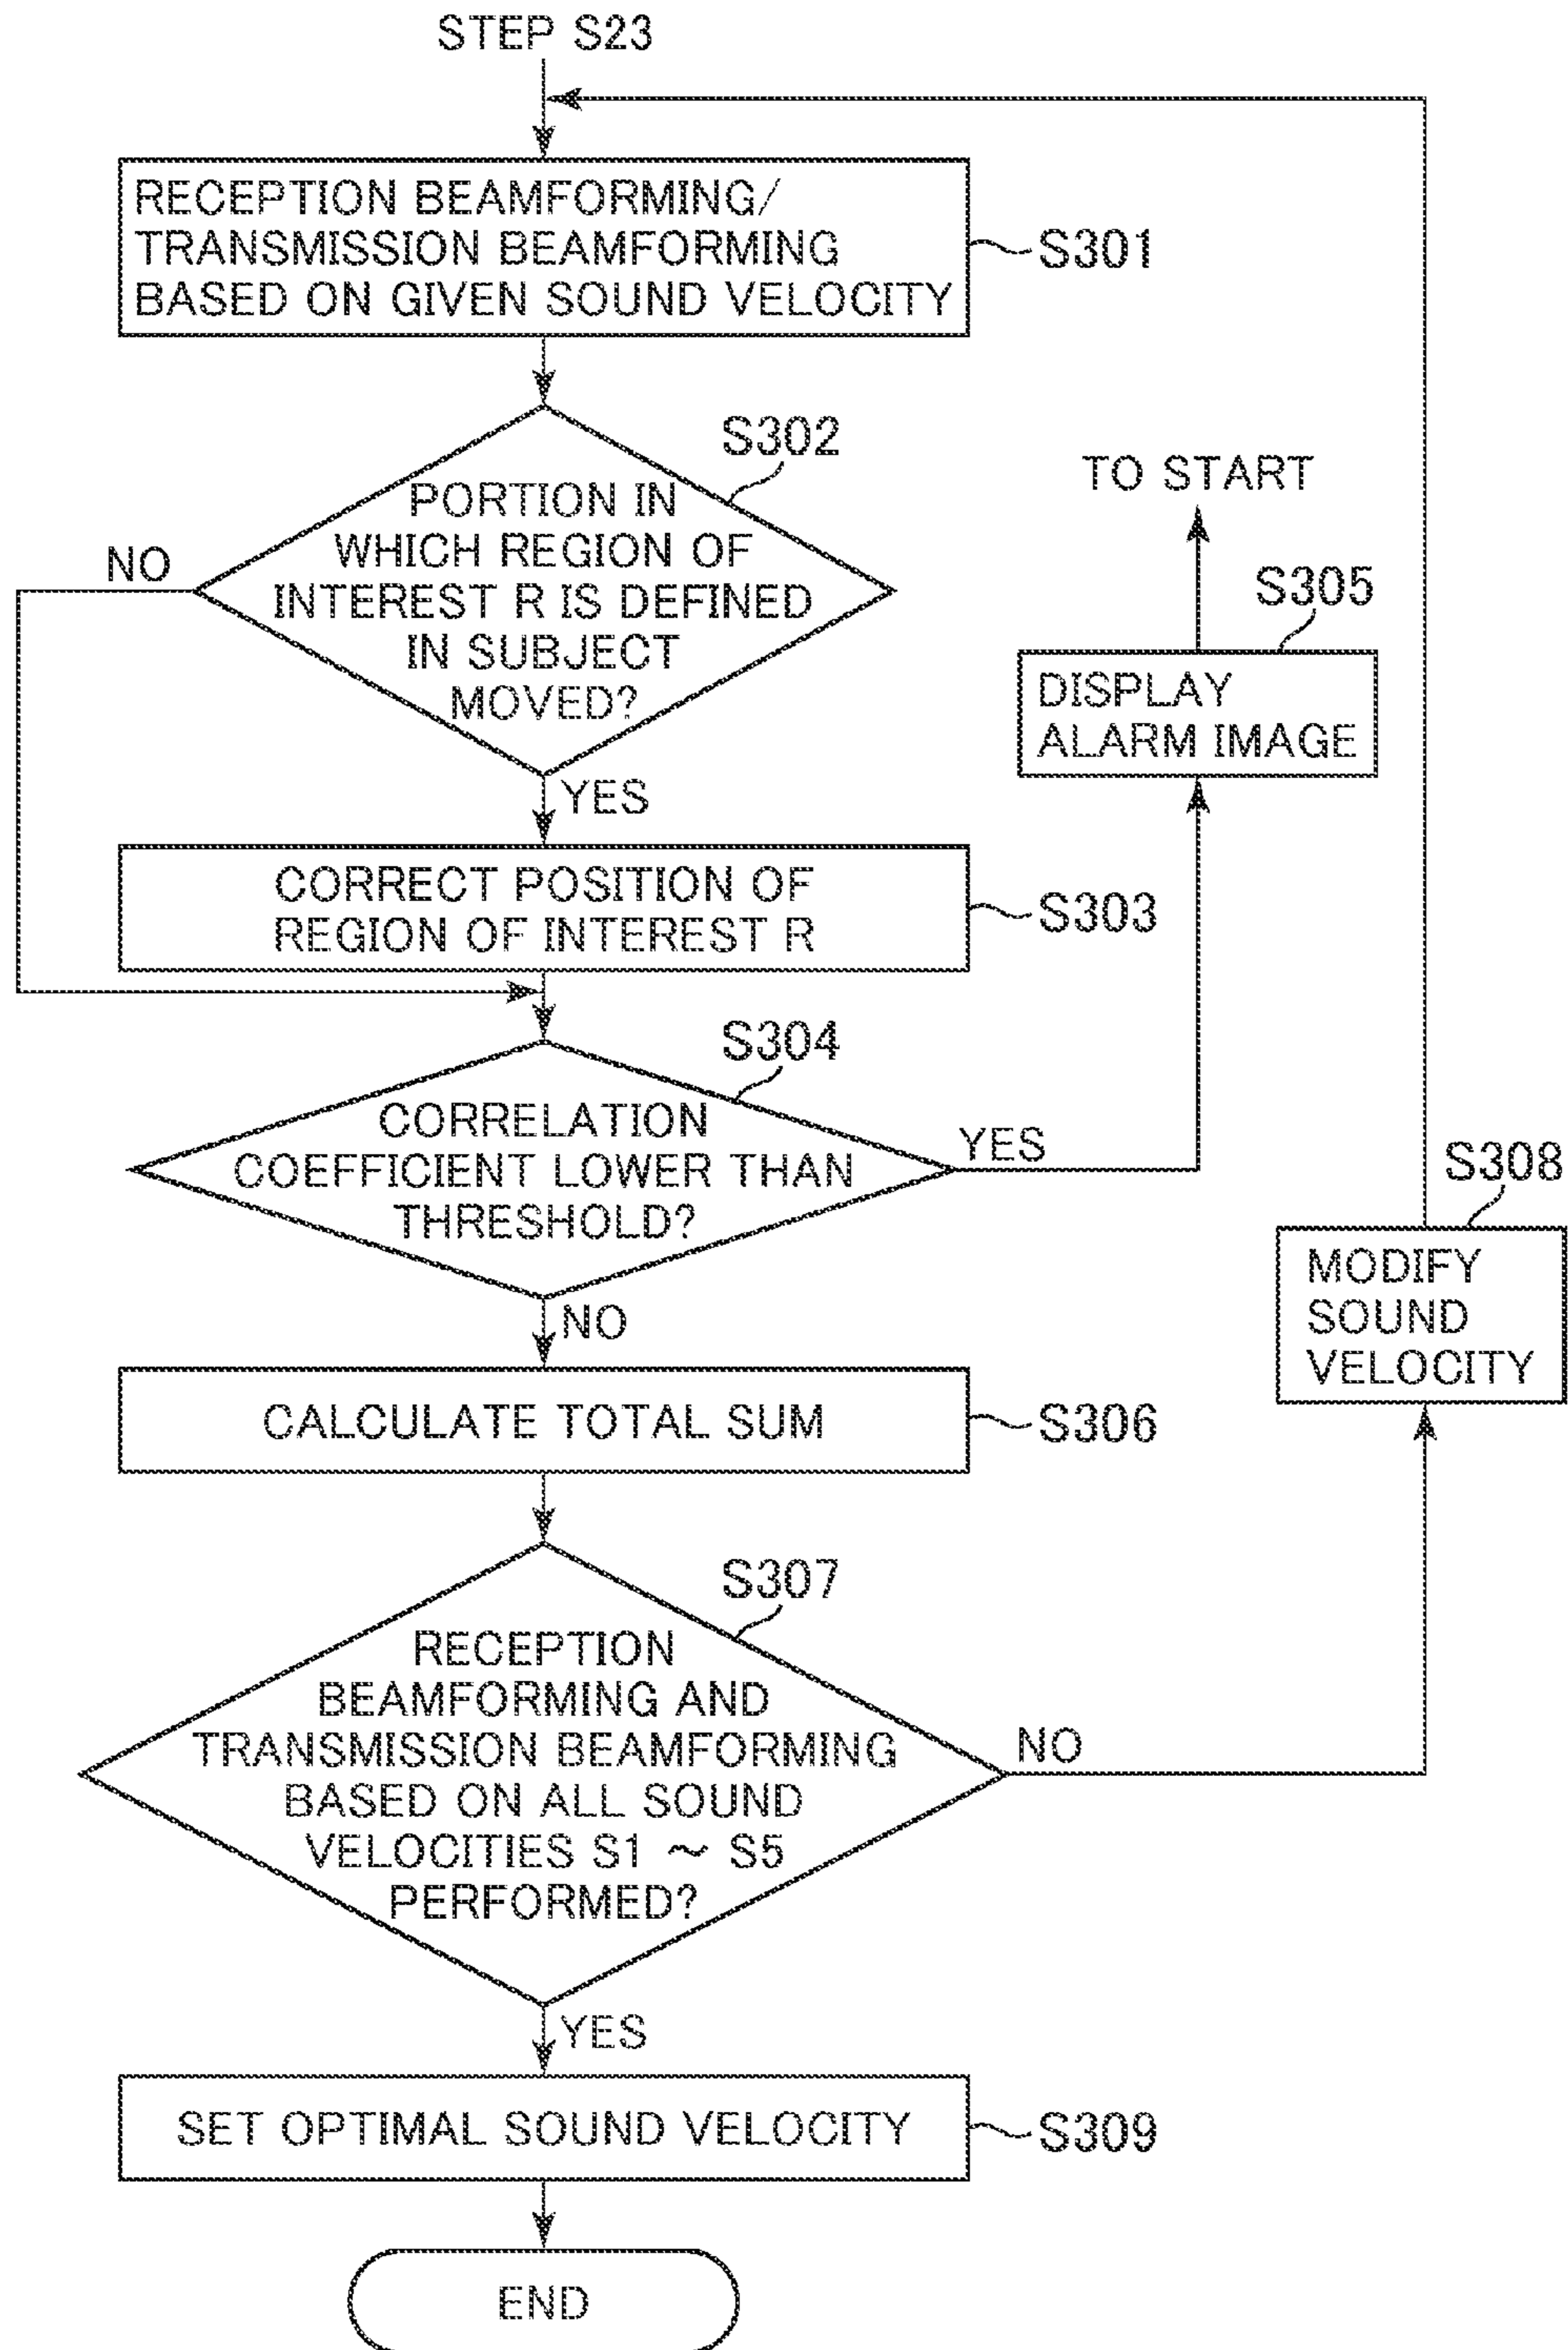 STEP S23
RECEPTION BEAMFORMING/
TRANSMISSION BEAMFORMING
BASED ON GIVEN SOUND VELOCITY
S301
S302
PORTION IN
WHICH REGION OF
INTEREST R IS DEFINED
IN SUBJECT
MOVED?
NO
YES
TO START
S305
DISPLAY
ALARM IMAGE
CORRECT POSITION OF
REGION OF INTEREST R
S303
S304
CORRELATION
COEFFICIENT LOWER THAN
THRESHOLD?
YES
NO
S308
MODIFY
SOUND
VELOCITY
CALCULATE TOTAL SUM
S306
S307
RECEPTION
BEAMFORMING AND
TRANSMISSION BEAMFORMING
BASED ON ALL SOUND
VELOCITIES S1 ~ S5
PERFORMED?
NO
YES
SET OPTIMAL SOUND VELOCITY
S309
END